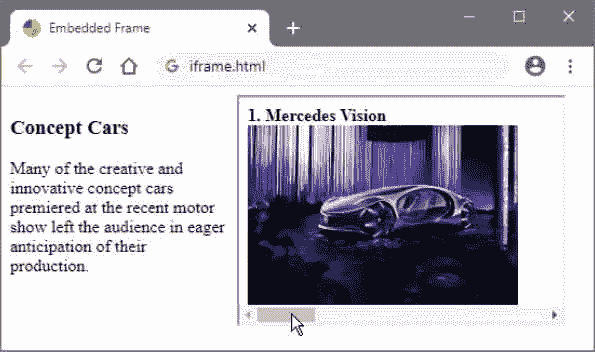 Embedded Frame
iframe.html
Concept Cars
Many of the creative and
innovative concept cars
premiered at the recent motor
show left the audience in eager
anticipation of their
production.
1. Mercedes Vision